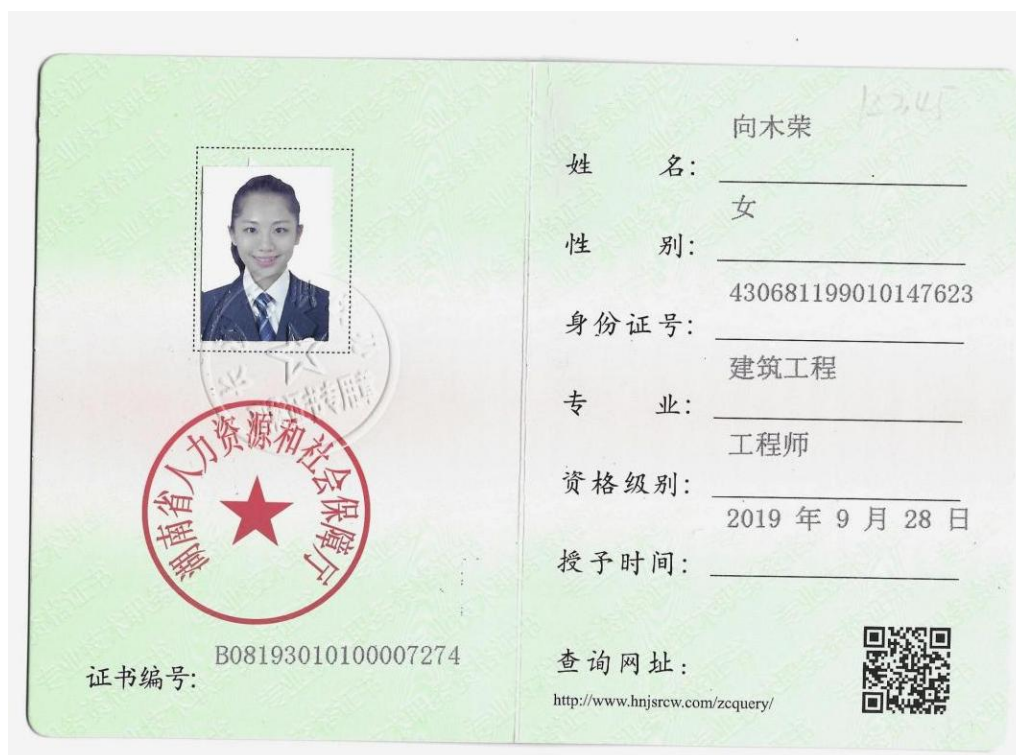 湖南省人力资源和社会保障厅
证书编号: B08193010100007274
姓 名: 向木荣
性 别: 女
身份证号: 430681199010147623
专 业: 建筑工程
资格级别: 工程师
授予时间: 2019 年 9 月 28 日
查询网址:
http://www.hnjsrcw.com/zcquery/